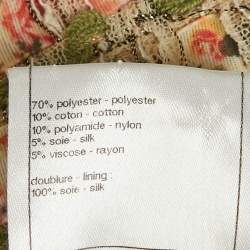 70% polyester - polyester
10% coton - cotton
10% polyamide - nylon
5% soie - silk
5% viscose - rayon
doublure - lining :
100% soie - silk